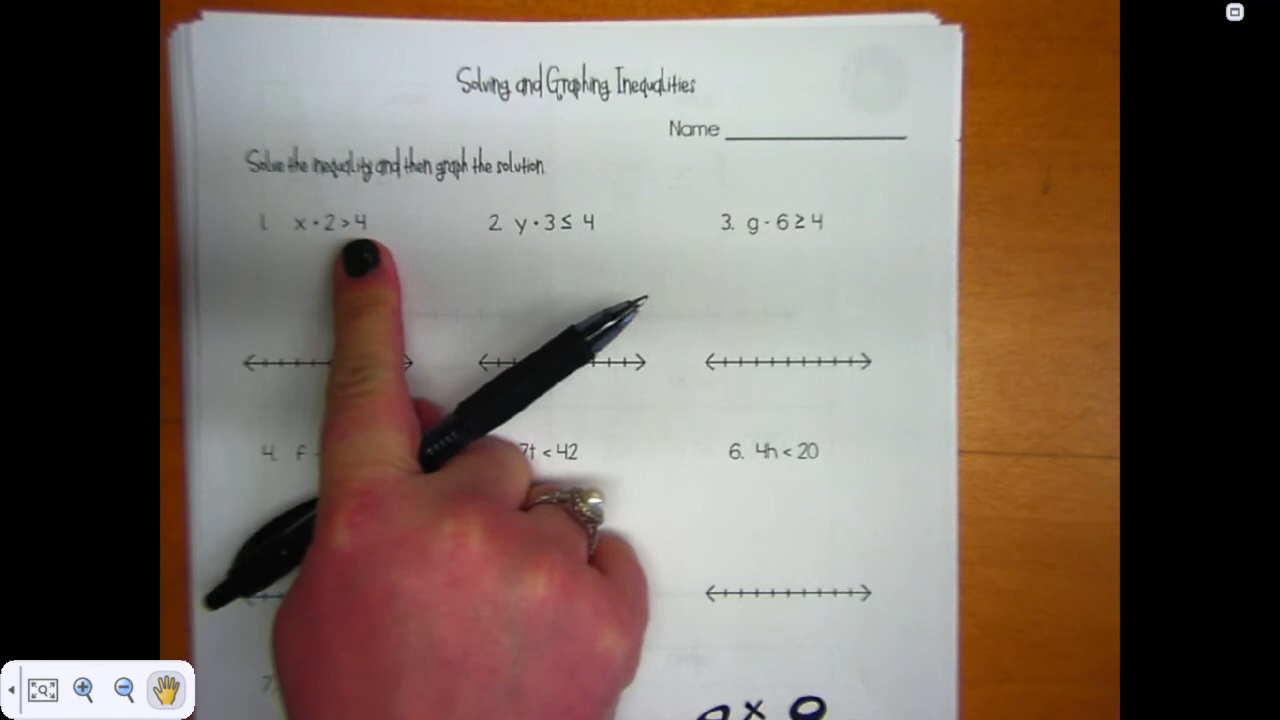 Solving and Graphing Inequalities
Name
Solve the inequality and then graph the solution.
1. x + 2 > 4
2. y + 3 ≤ 4
3. g - 6 ≥ 4
4. f
7t < 42
6. 4h < 20
7